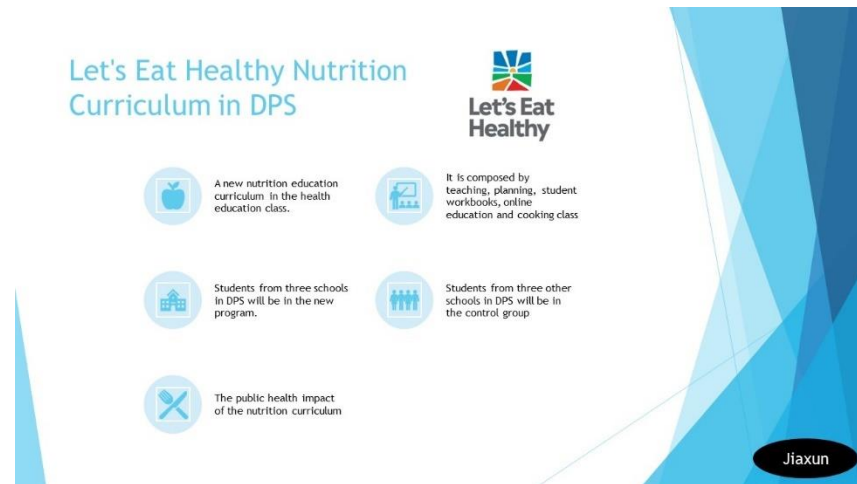 Let's Eat Healthy Nutrition
Curriculum in DPS
Let's Eat
Healthy
A new nutrition education
curriculum in the health
education class.
It is composed by
teaching, planning, student
workbooks, online
education and cooking class
Students from three schools
in DPS will be in the new
program.
Students from three other
schools in DPS will be in
the control group
The public health impact
of the nutrition curriculum
Jiaxun